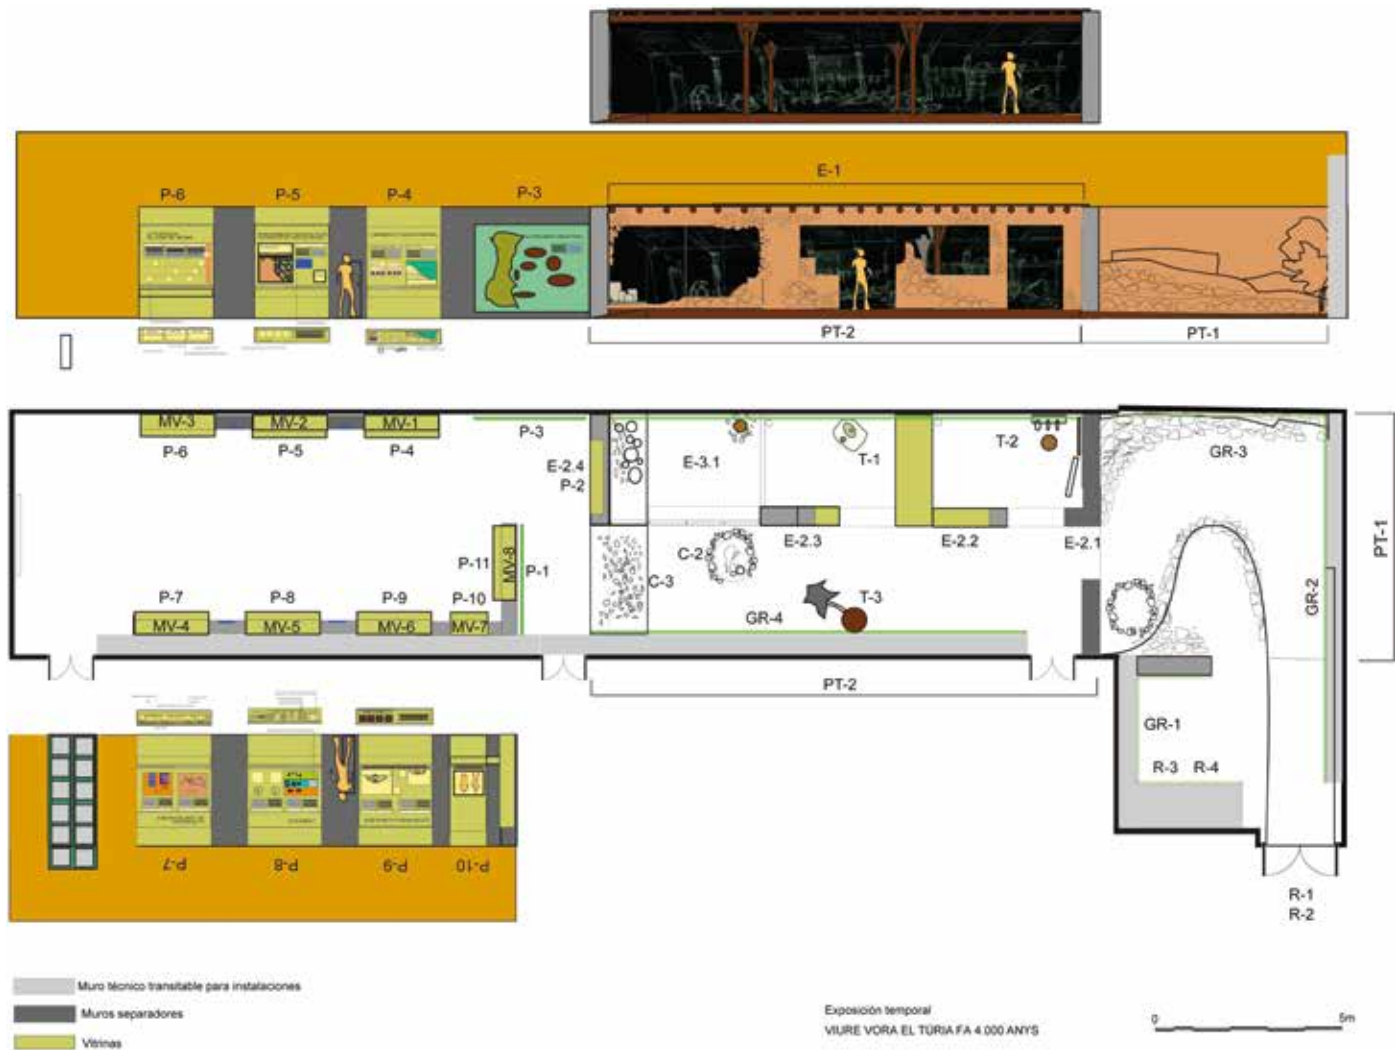 E-1
P-6
P-5
P-4
P-3
PT-2
PT-1
MV-3
MV-2
MV-1
P-6
P-5
P-4
P-3
E-2.4
P-2
E-3.1
T-1
T-2
GR-3
PT-1
P-11
MV-8
P-1
C-3
C-2
E-2.3
E-2.2
E-2.1
GR-2
P-7
P-8
P-9
P-10
MV-4
MV-5
MV-6
MV-7
GR-4
T-3
PT-2
GR-1
R-3 R-4
P-7
P-8
P-9
P-10
R-1
R-2
Muro técnico transitable para instalaciones
Muros separadores
Vitrinas
Exposición temporal
VIURE VORA EL TÚRIA FA 4.000 ANYS
0 5m